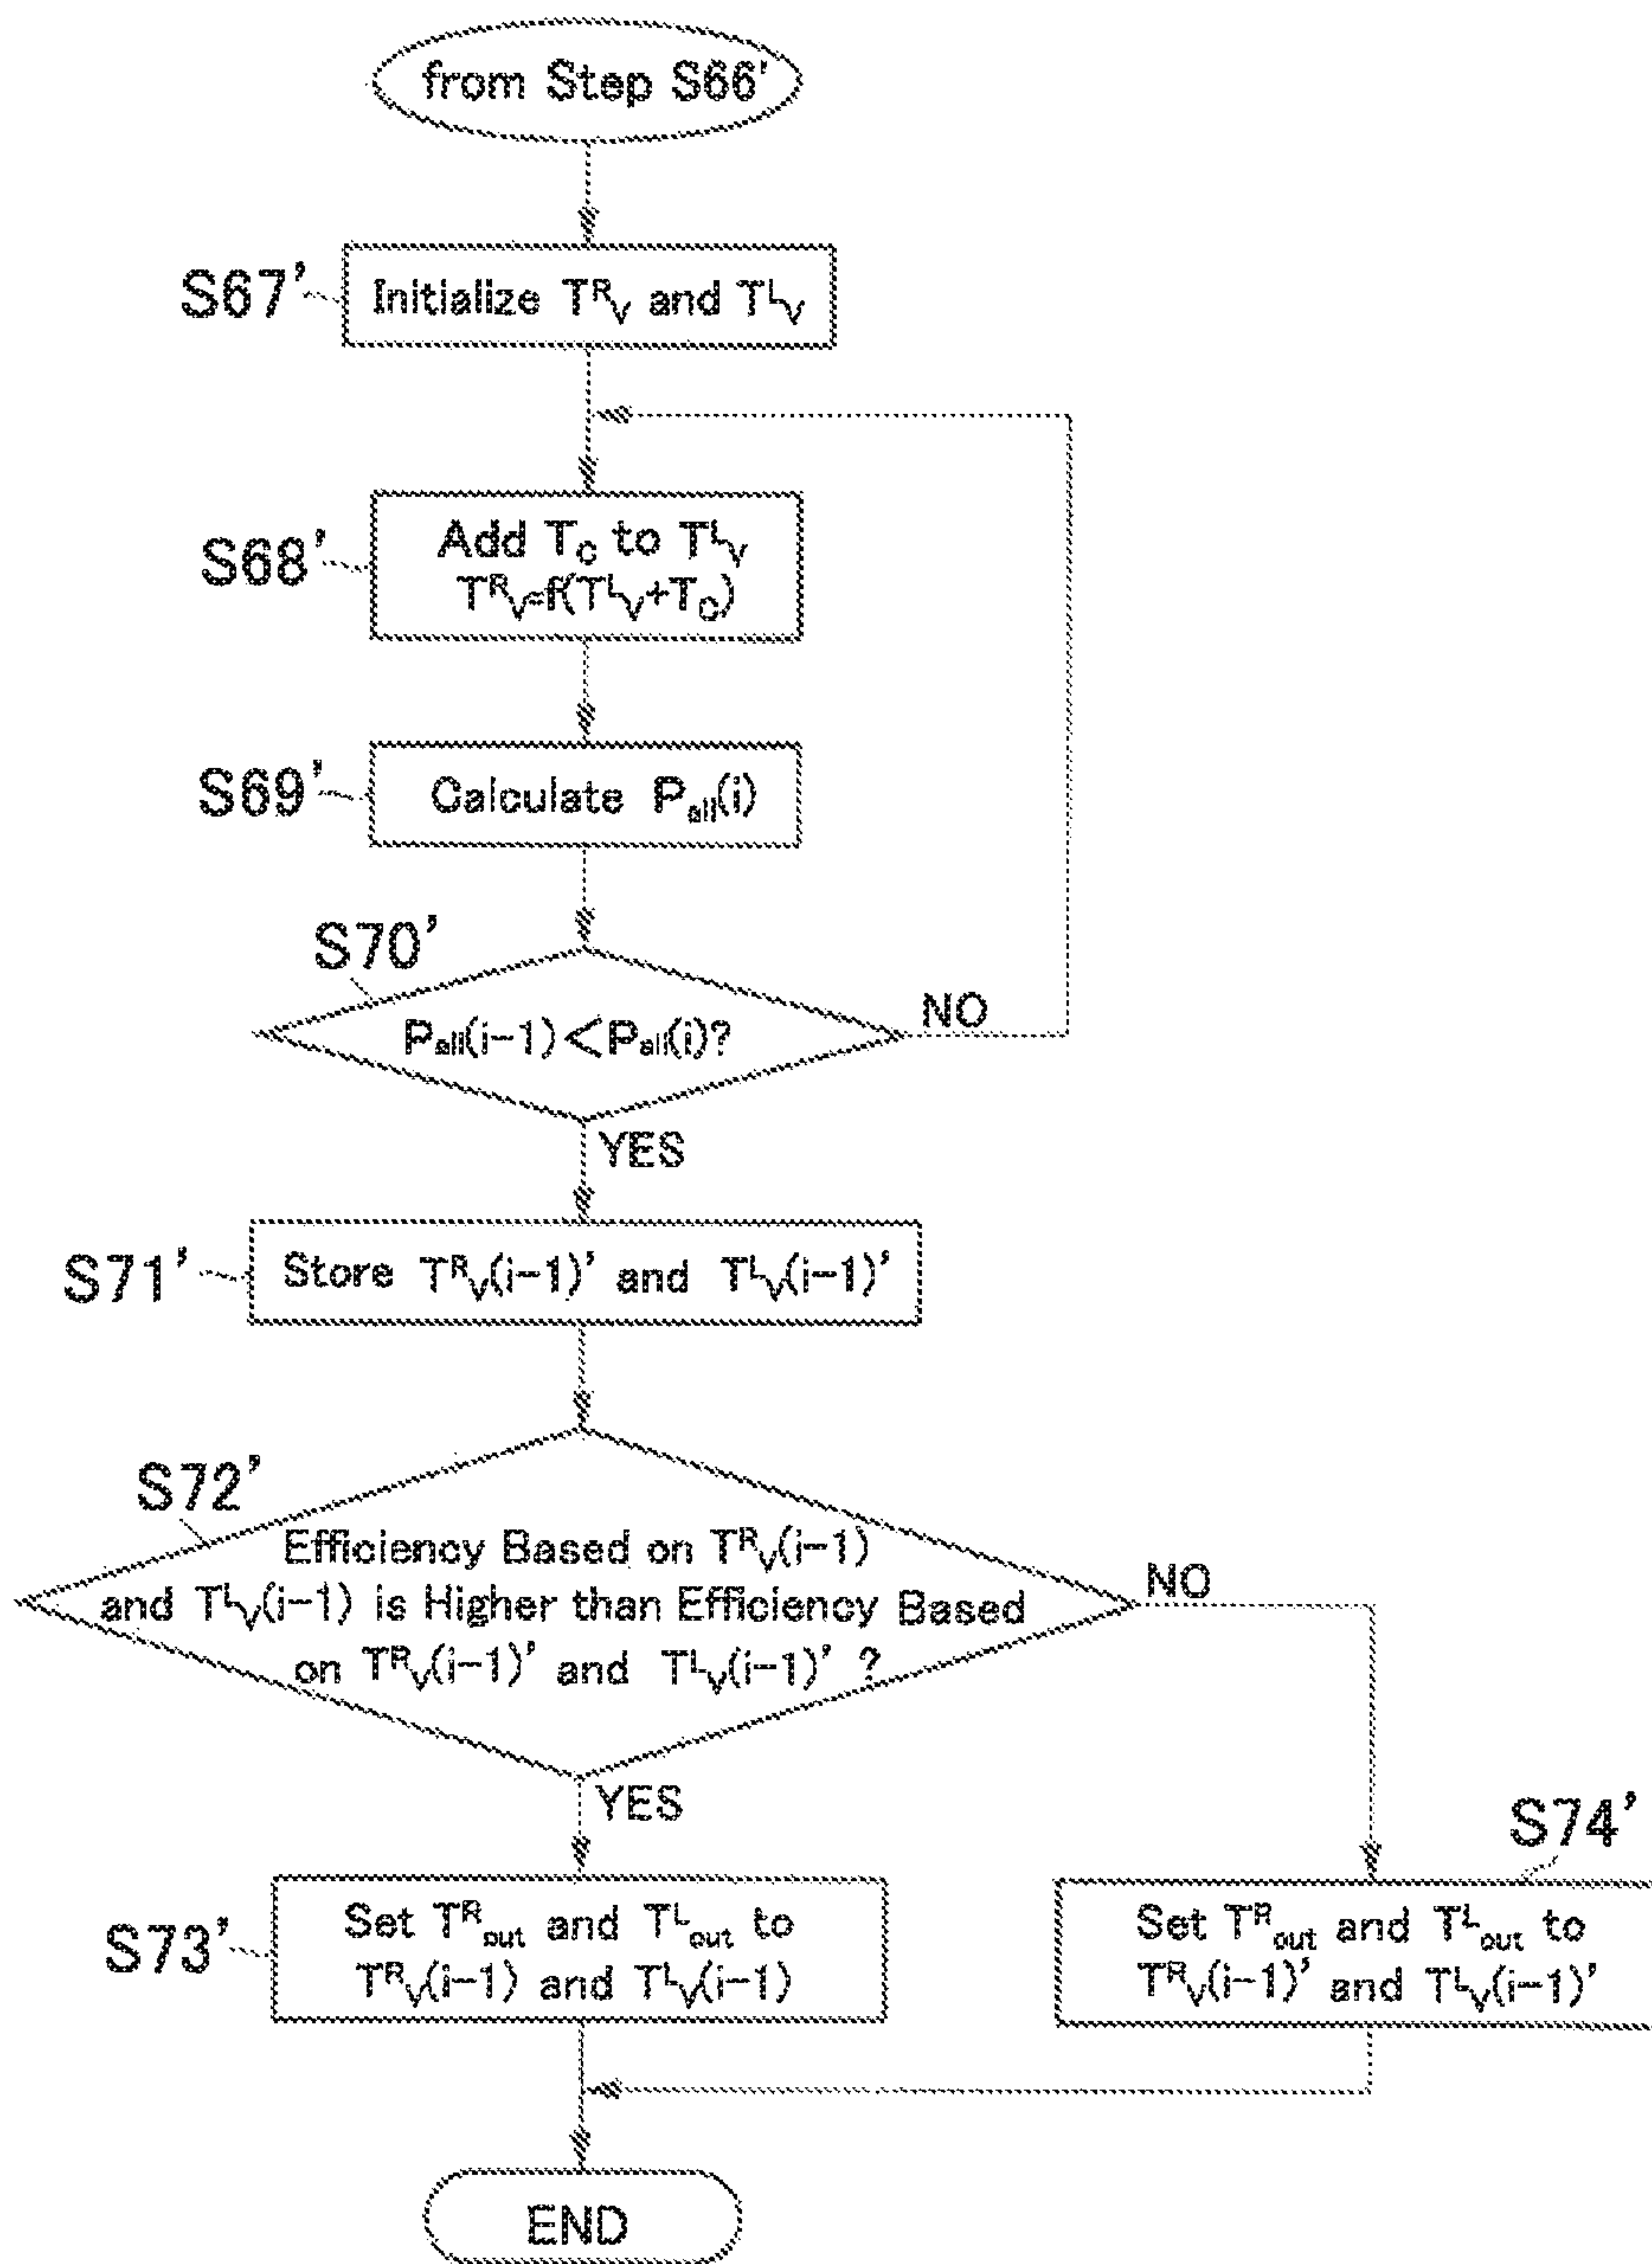 from Step S66'
S67'
Initialize T^R_V and T^L_V
S68'
Add T_C to T^L_V
T^R_V=f(T^L_V+T_C)
S69'
Calculate P_all(i)
S70'
P_all(i-1)<P_all(i)?
NO
YES
S71'
Store T^R_V(i-1)' and T^L_V(i-1)'
S72'
Efficiency Based on T^R_V(i-1)
and T^L_V(i-1) is Higher than Efficiency Based
on T^R_V(i-1)' and T^L_V(i-1)' ?
NO
YES
S73'
Set T^R_out and T^L_out to
T^R_V(i-1) and T^L_V(i-1)
S74'
Set T^R_out and T^L_out to
T^R_V(i-1)' and T^L_V(i-1)'
END